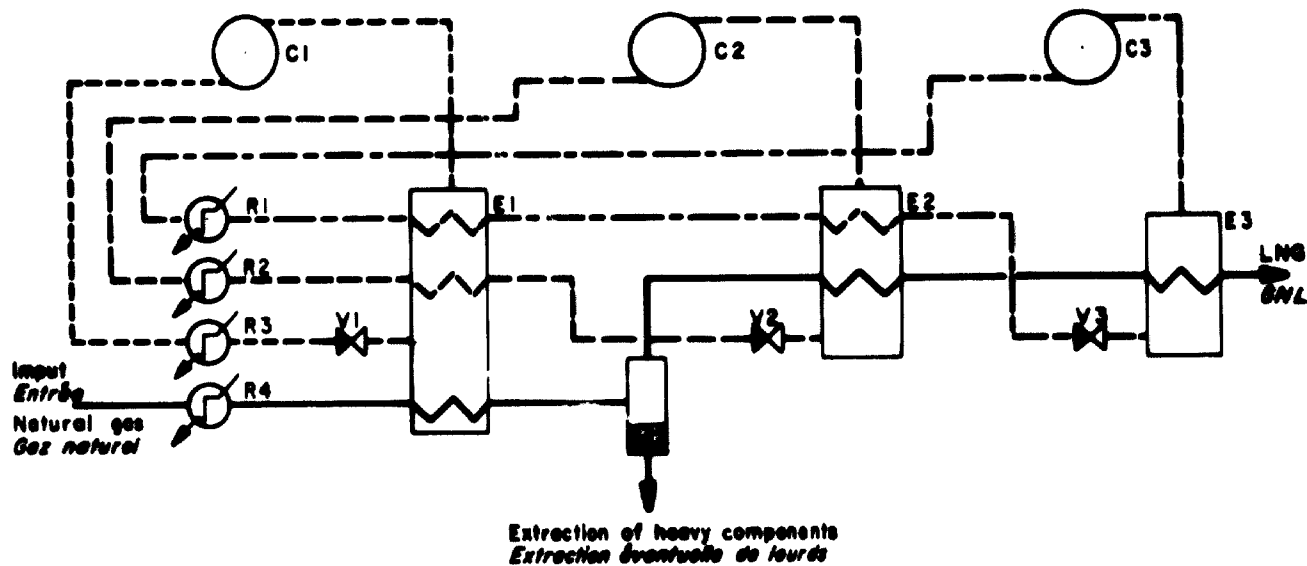 C1
C2
C3
R1
E1
E2
E3
R2
LNG
GNL
R3
V1
V2
V3
Imput
Entrée
R4
Natural gas
Gaz naturel
Extraction of heavy components
Extraction éventuelle de lourds